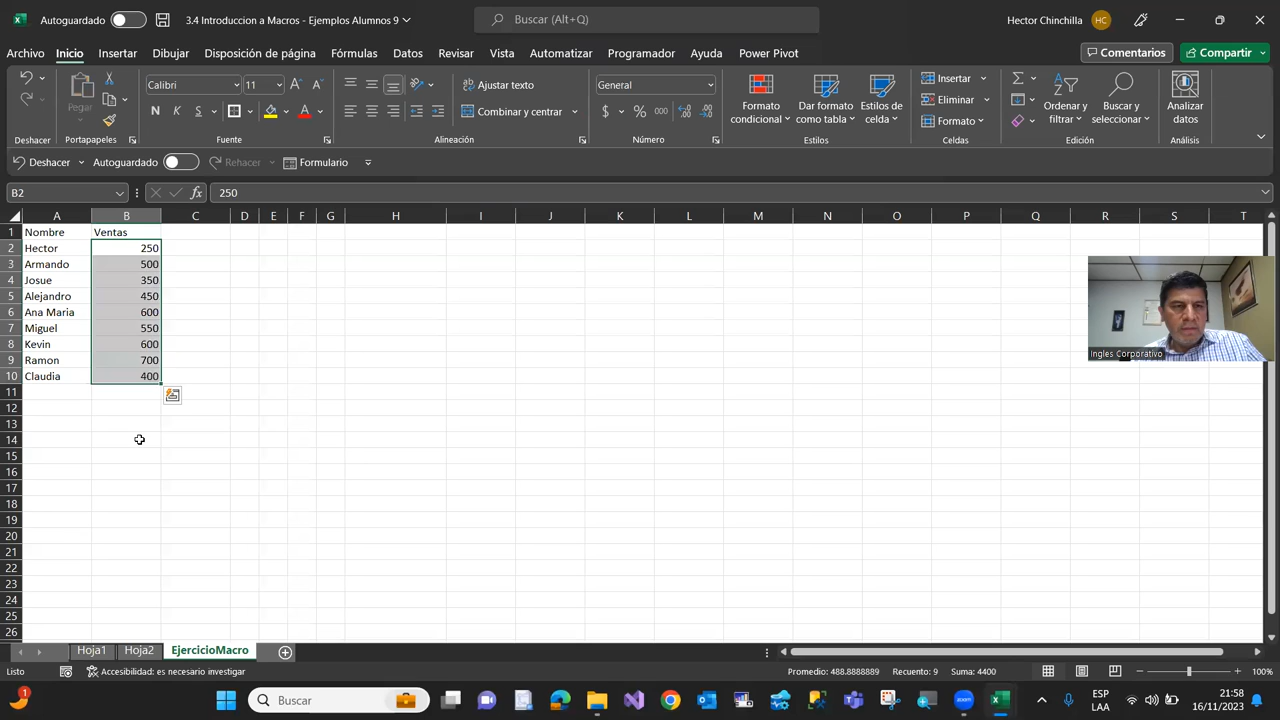 Autoguardado
3.4 Introduccion a Macros - Ejemplos Alumnos 9
Buscar (Alt+Q)
Hector Chinchilla
HC
Archivo Inicio Insertar Dibujar Disposición de página Fórmulas Datos Revisar Vista Automatizar Programador Ayuda Power Pivot
Comentarios
Compartir
Pegar
Calibri 11
N K S
Ajustar texto
Combinar y centrar
General
$ % 000
Formato condicional
Dar formato como tabla
Estilos de celda
Insertar
Eliminar
Formato
Ordenar y filtrar
Buscar y seleccionar
Analizar datos
Deshacer Portapapeles Fuente Alineación Número Estilos Celdas Edición Análisis
Deshacer Autoguardado Rehacer Formulario
B2 fx 250
A B C D E F G H I J K L M N O P Q R S T
1 Nombre Ventas
2 Hector 250
3 Armando 500
4 Josue 350
5 Alejandro 450
6 Ana Maria 600
7 Miguel 550
8 Kevin 600
9 Ramon 700
10 Claudia 400
11
12
13
14
15
16
17
18
19
20
21
22
23
24
25
26
Ingles Corporativo
Hoja1 Hoja2 EjercicioMacro
Listo Accesibilidad: es necesario investigar Promedio: 488.8888889 Recuento: 9 Suma: 4400 100%
1
Buscar
ESP
LAA
21:58
16/11/2023